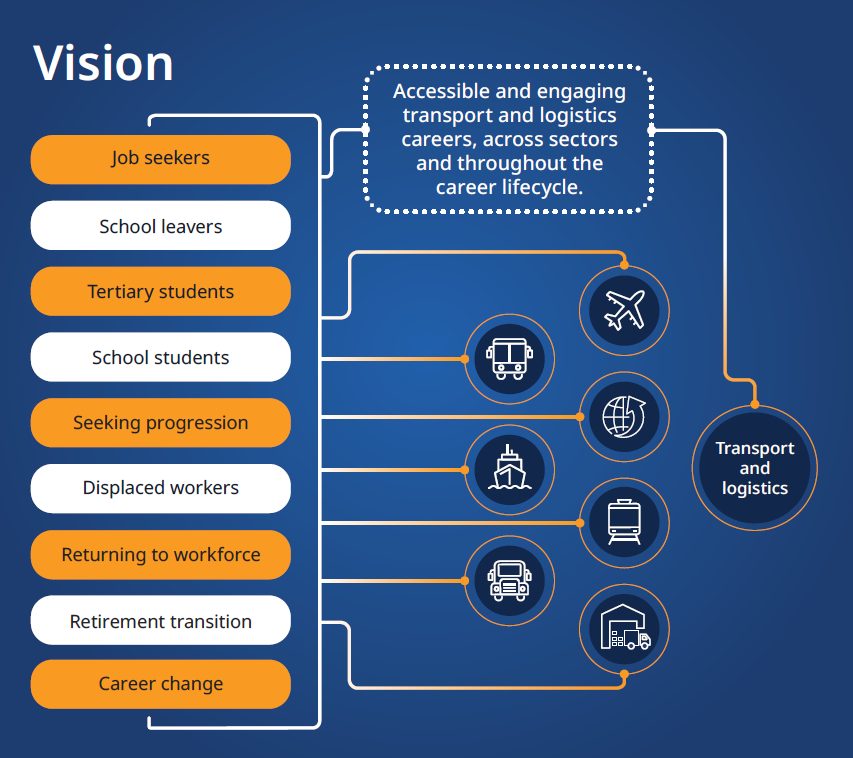 Vision
Accessible and engaging
transport and logistics
careers, across sectors
and throughout the
career lifecycle.
Job seekers
School leavers
Tertiary students
School students
Seeking progression
Displaced workers
Returning to workforce
Retirement transition
Career change
Transport
and
logistics